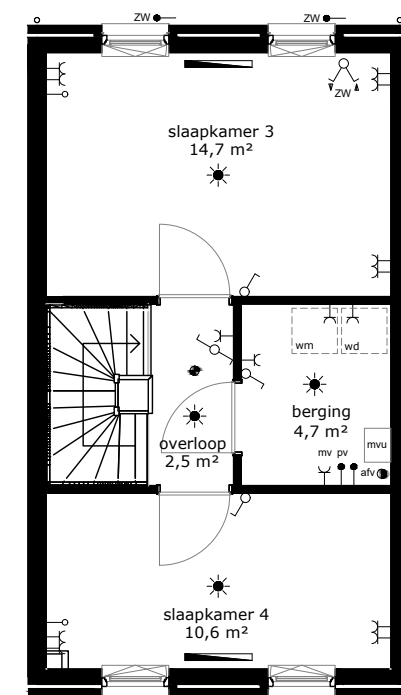 ZW
ZW
ZW
slaapkamer 3
14,7 m²
wm
wd
berging
4,7 m²
overloop
2,5 m²
mvu
mv
pv
afv
slaapkamer 4
10,6 m²